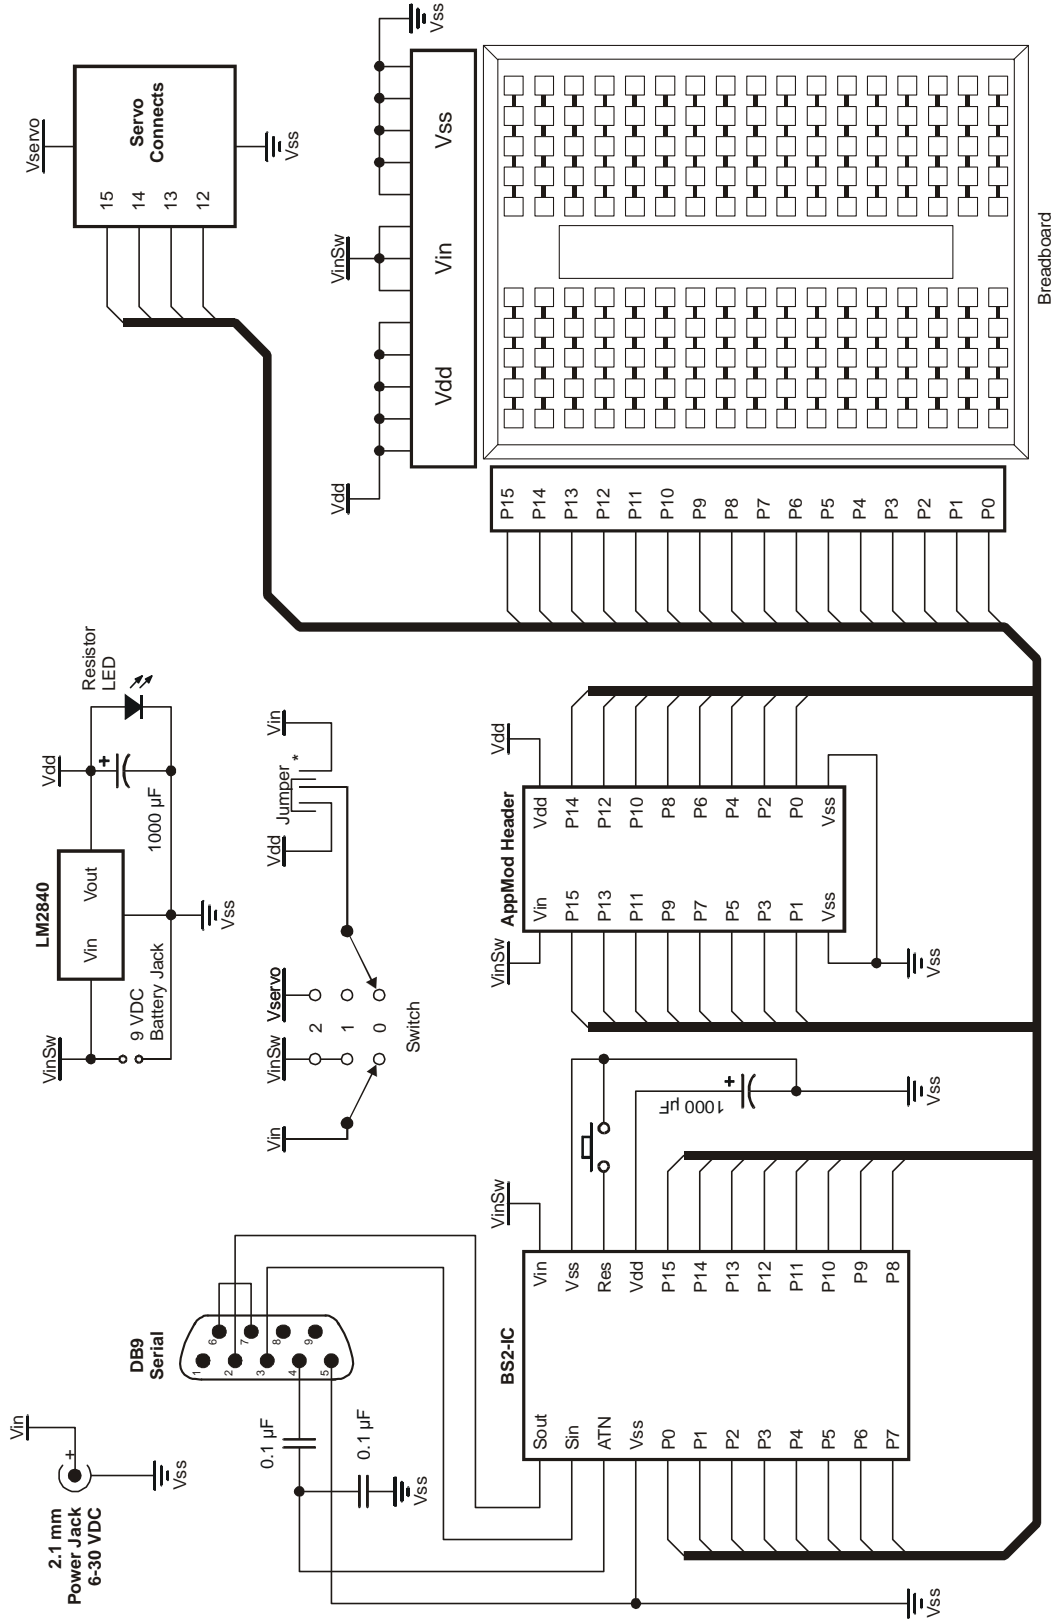 2.1 mm
Power Jack
6-30 VDC
+
Vin
Vss
DB9
Serial
1
2
3
4
5
6
7
8
9
0.1 µF
0.1 µF
Vss
BS2-IC
Sout
Sin
ATN
Vss
P0
P1
P2
P3
P4
P5
P6
P7
Vin
Vss
Res
Vdd
P15
P14
P13
P12
P11
P10
P9
P8
Vss
VinSw
1000 µF
+
Vss
VinSw
LM2840
Vin
Vout
9 VDC
Battery Jack
Vss
Vdd
+
1000 µF
Resistor
LED
Vin
VinSw
Vservo
2
1
0
Switch
Vdd
Jumper
*
Vin
AppMod Header
VinSw
Vin
P15
P13
P11
P9
P7
P5
P3
P1
Vss
Vdd
Vdd
P14
P12
P10
P8
P6
P4
P2
P0
Vss
Vss
Vservo
Servo
Connects
15
14
13
12
Vss
Vdd
Vdd
VinSw
Vin
Vss
Vss
P15
P14
P13
P12
P11
P10
P9
P8
P7
P6
P5
P4
P3
P2
P1
P0
Breadboard